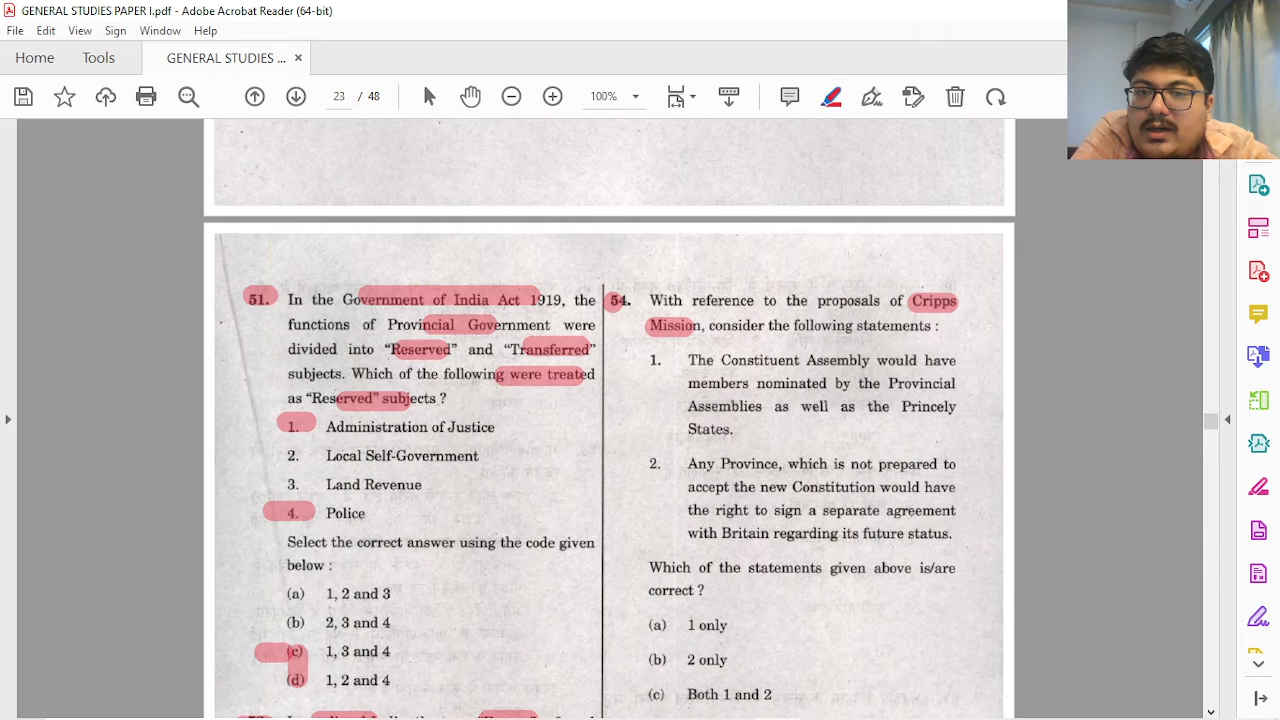 GENERAL STUDIES PAPER I.pdf - Adobe Acrobat Reader (64-bit)
File Edit View Sign Window Help
Home Tools GENERAL STUDIES ... ×
23 / 48 100%
51. In the Government of India Act 1919, the
functions of Provincial Government were
divided into “Reserved” and “Transferred”
subjects. Which of the following were treated
as “Reserved” subjects ?
1. Administration of Justice
2. Local Self-Government
3. Land Revenue
4. Police
Select the correct answer using the code given
below :
(a) 1, 2 and 3
(b) 2, 3 and 4
(c) 1, 3 and 4
(d) 1, 2 and 4
54. With reference to the proposals of Cripps
Mission, consider the following statements :
1. The Constituent Assembly would have
members nominated by the Provincial
Assemblies as well as the Princely
States.
2. Any Province, which is not prepared to
accept the new Constitution would have
the right to sign a separate agreement
with Britain regarding its future status.
Which of the statements given above is/are
correct ?
(a) 1 only
(b) 2 only
(c) Both 1 and 2